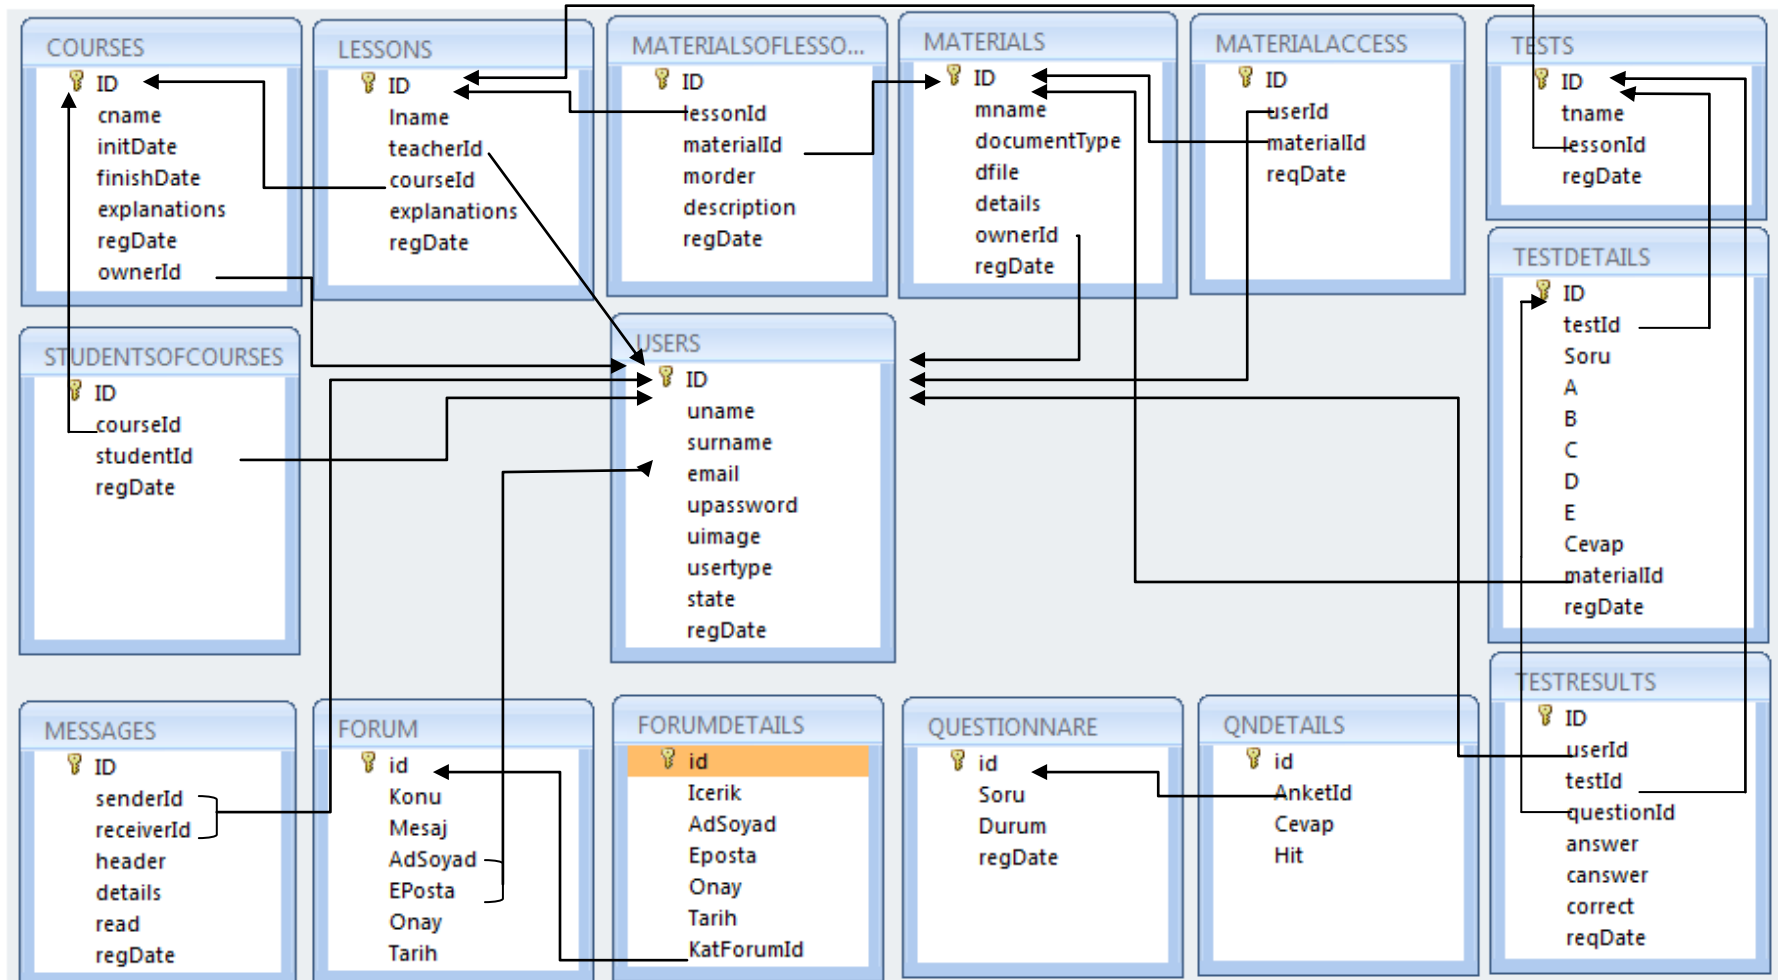 COURSES
ID
cname
initDate
finishDate
explanations
regDate
ownerId
LESSONS
ID
lname
teacherId
courseId
explanations
regDate
MATERIALSOFLESSO...
ID
lessonId
materialId
morder
description
regDate
MATERIALS
ID
mname
documentType
dfile
details
ownerId
regDate
MATERIALACCESS
ID
userId
materialId
reqDate
TESTS
ID
tname
lessonId
regDate
STUDENTSOFCOURSES
ID
courseId
studentId
regDate
USERS
ID
uname
surname
email
upassword
uimage
usertype
state
regDate
TESTDETAILS
ID
testId
Soru
A
B
C
D
E
Cevap
materialId
regDate
MESSAGES
ID
senderId
receiverId
header
details
read
regDate
FORUM
id
Konu
Mesaj
AdSoyad
EPosta
Onay
Tarih
FORUMDETAILS
id
Icerik
AdSoyad
Eposta
Onay
Tarih
KatForumId
QUESTIONNARE
id
Soru
Durum
regDate
QNDETAILS
id
AnketId
Cevap
Hit
TESTRESULTS
ID
userId
testId
questionId
answer
canswer
correct
reqDate